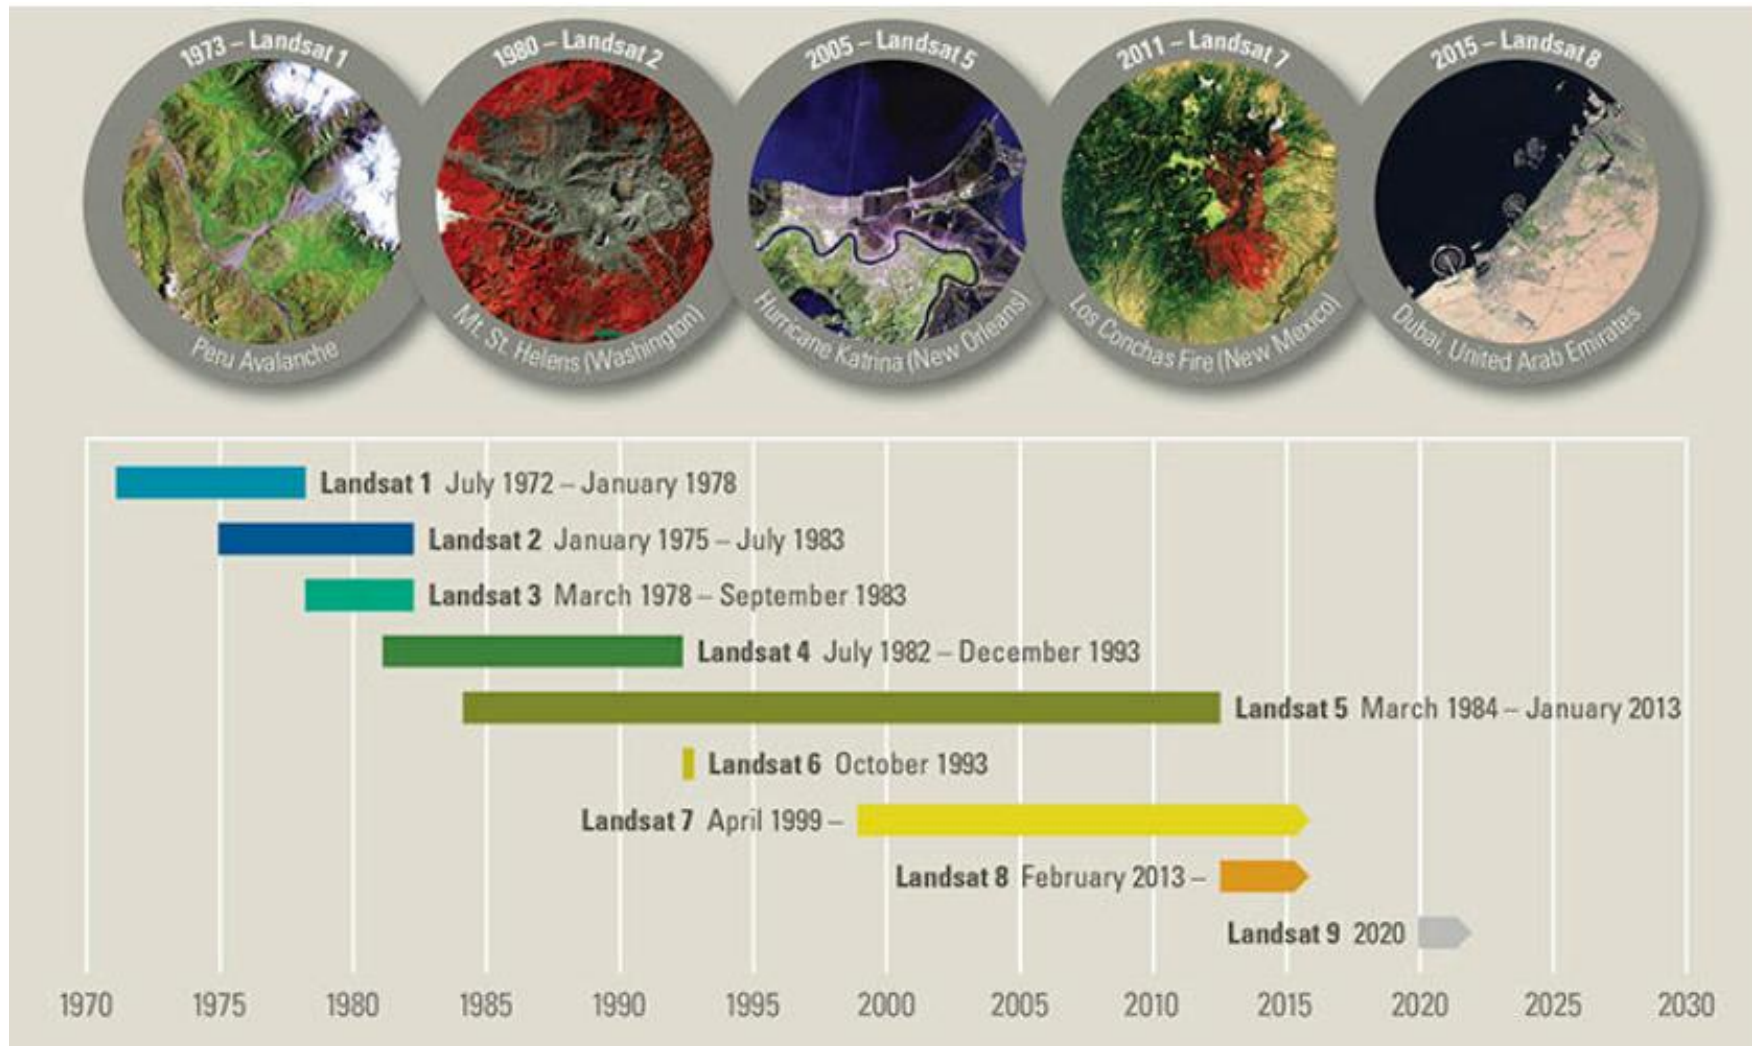 1973 – Landsat 1
Peru Avalanche
1980 – Landsat 2
Mt. St. Helens (Washington)
2005 – Landsat 5
Hurricane Katrina (New Orleans)
2011 – Landsat 7
Los Conchas Fire (New Mexico)
2015 – Landsat 8
Dubai, United Arab Emirates
Landsat 1 July 1972 – January 1978
Landsat 2 January 1975 – July 1983
Landsat 3 March 1978 – September 1983
Landsat 4 July 1982 – December 1993
Landsat 5 March 1984 – January 2013
Landsat 6 October 1993
Landsat 7 April 1999 –
Landsat 8 February 2013 –
Landsat 9 2020
1970 1975 1980 1985 1990 1995 2000 2005 2010 2015 2020 2025 2030